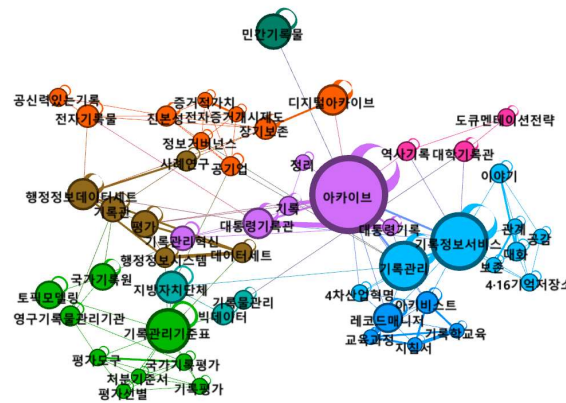 민간기록물
공신력있는기록
증거적가치
디지털아카이브
도큐멘테이션전략
전자기록물
진본성
전자증거개시제도
장기보존
정보거버넌스
역사기록
대학기록관
사례연구
정리
이야기
공기업
행정정보데이터세트
아카이브
기록관
기록
평가
대통령기록관
대통령기록
관계
공감
기록관리혁신
기록정보서비스
대화
행정정보시스템
데이터세트
보존
국가기록원
기록관리
4·16기억저장소
토픽모델링
지방자치단체
4차산업혁명
기록물관리
아키비스트
영구기록물관리기관
빅데이터
레코드매니저
기록관리기준표
기록학교육
교육과정
지침서
평가도구
국가기록평가
처분기준서
기록평가
평가선별